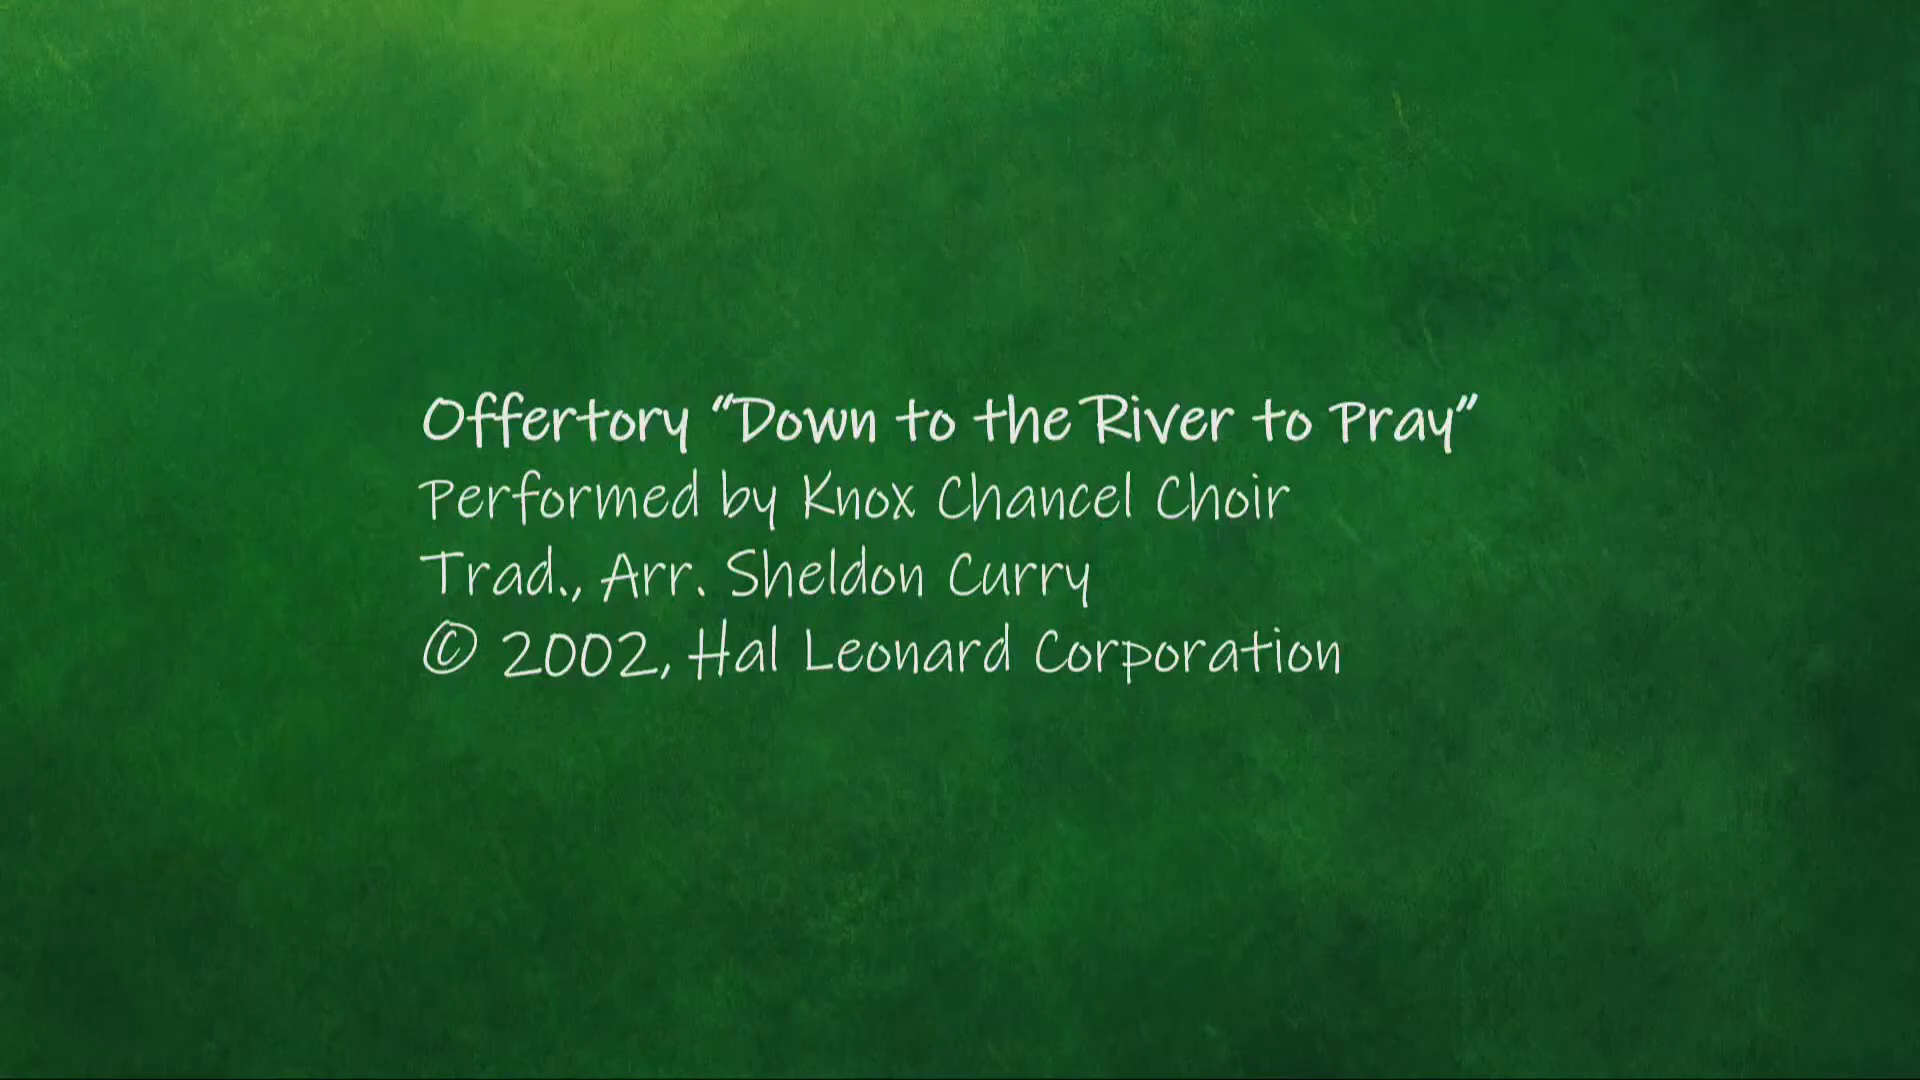 Offertory “Down to the River to Pray”
Performed by Knox Chancel Choir
Trad., Arr. Sheldon Curry
© 2002, Hal Leonard Corporation